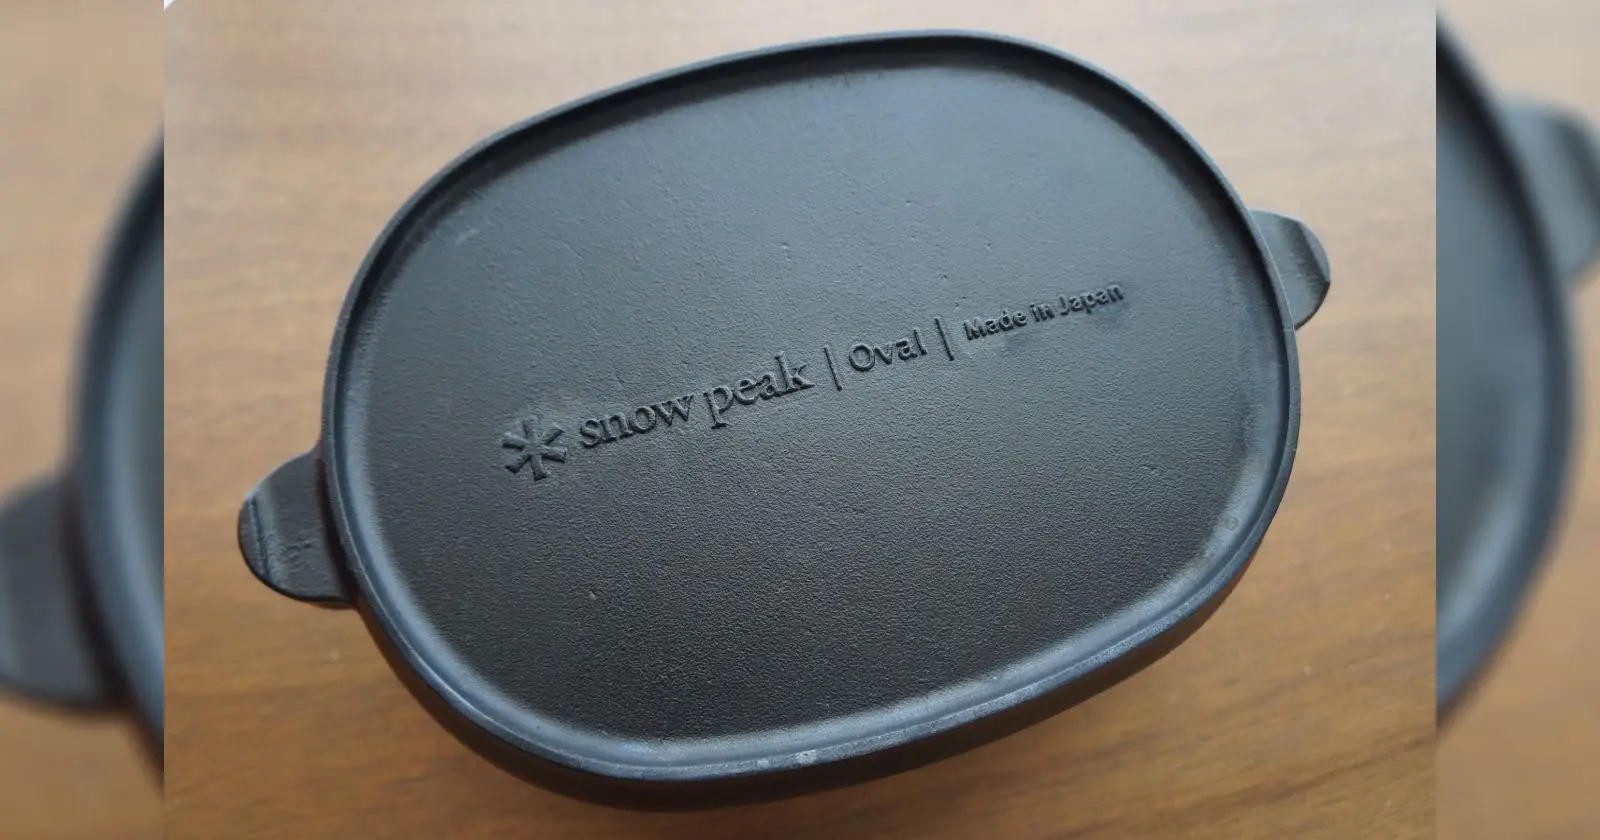 snow peak | Oval | Made in Japan